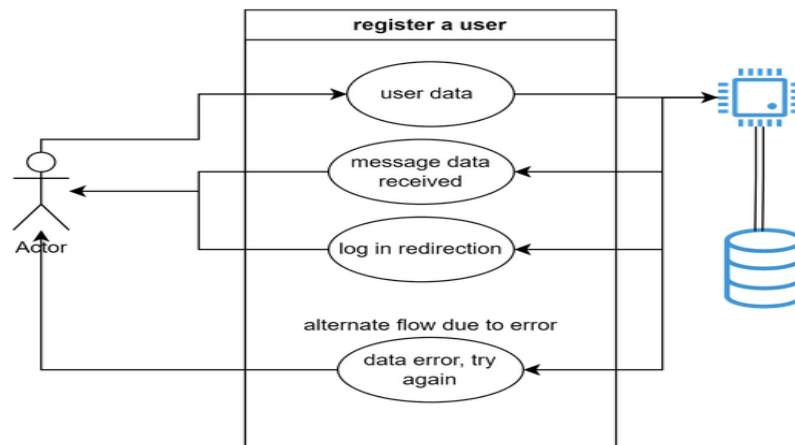 register a user
user data
message data
received
Actor
log in redirection
alternate flow due to error
data error, try
again